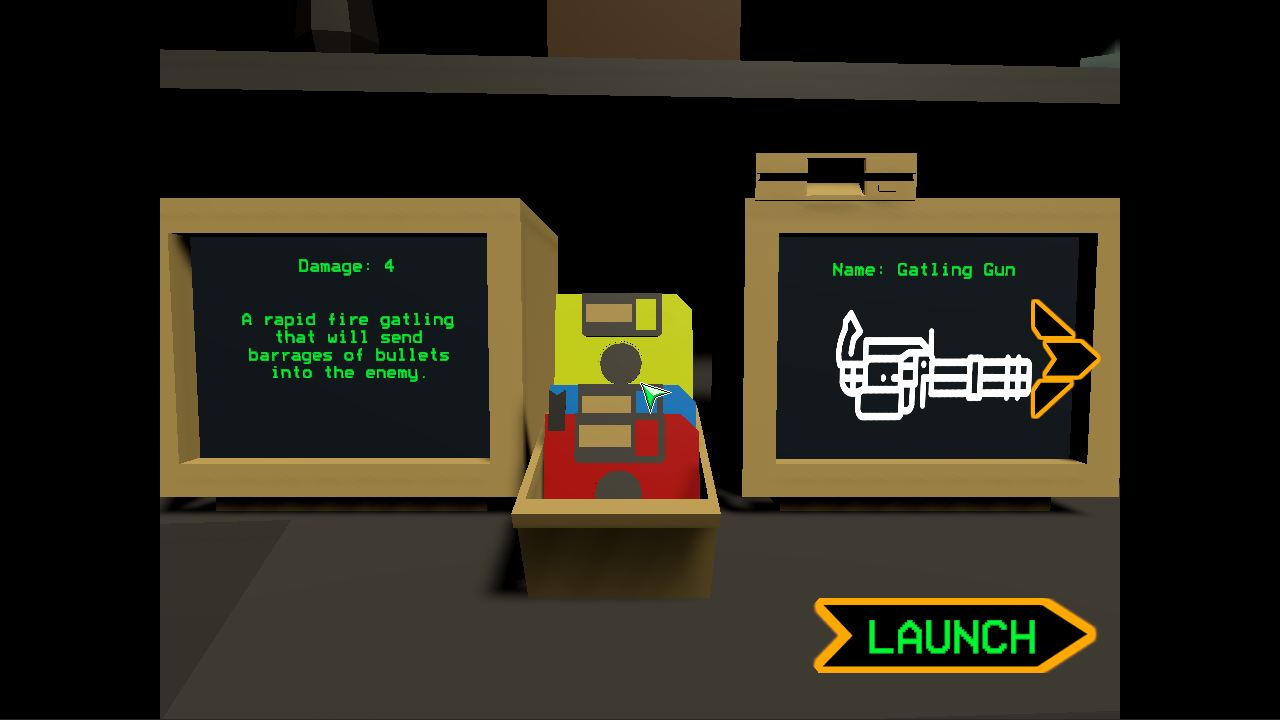 Damage: 4
A rapid fire gatling
that will send
barrages of bullets
into the enemy.
Name: Gatling Gun
LAUNCH